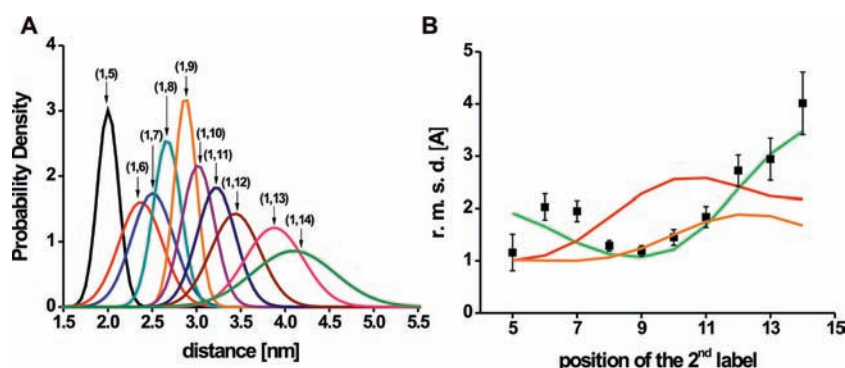 A
Probability Density
4
3
2
1
0
(1,5)
(1,6)
(1,7)
(1,8)
(1,9)
(1,10)
(1,11)
(1,12)
(1,13)
(1,14)
1.5 2.0 2.5 3.0 3.5 4.0 4.5 5.0 5.5
distance [nm]
B
r. m. s. d. [A]
5
4
3
2
1
0
5 7 9 11 13 15
position of the 2nd label